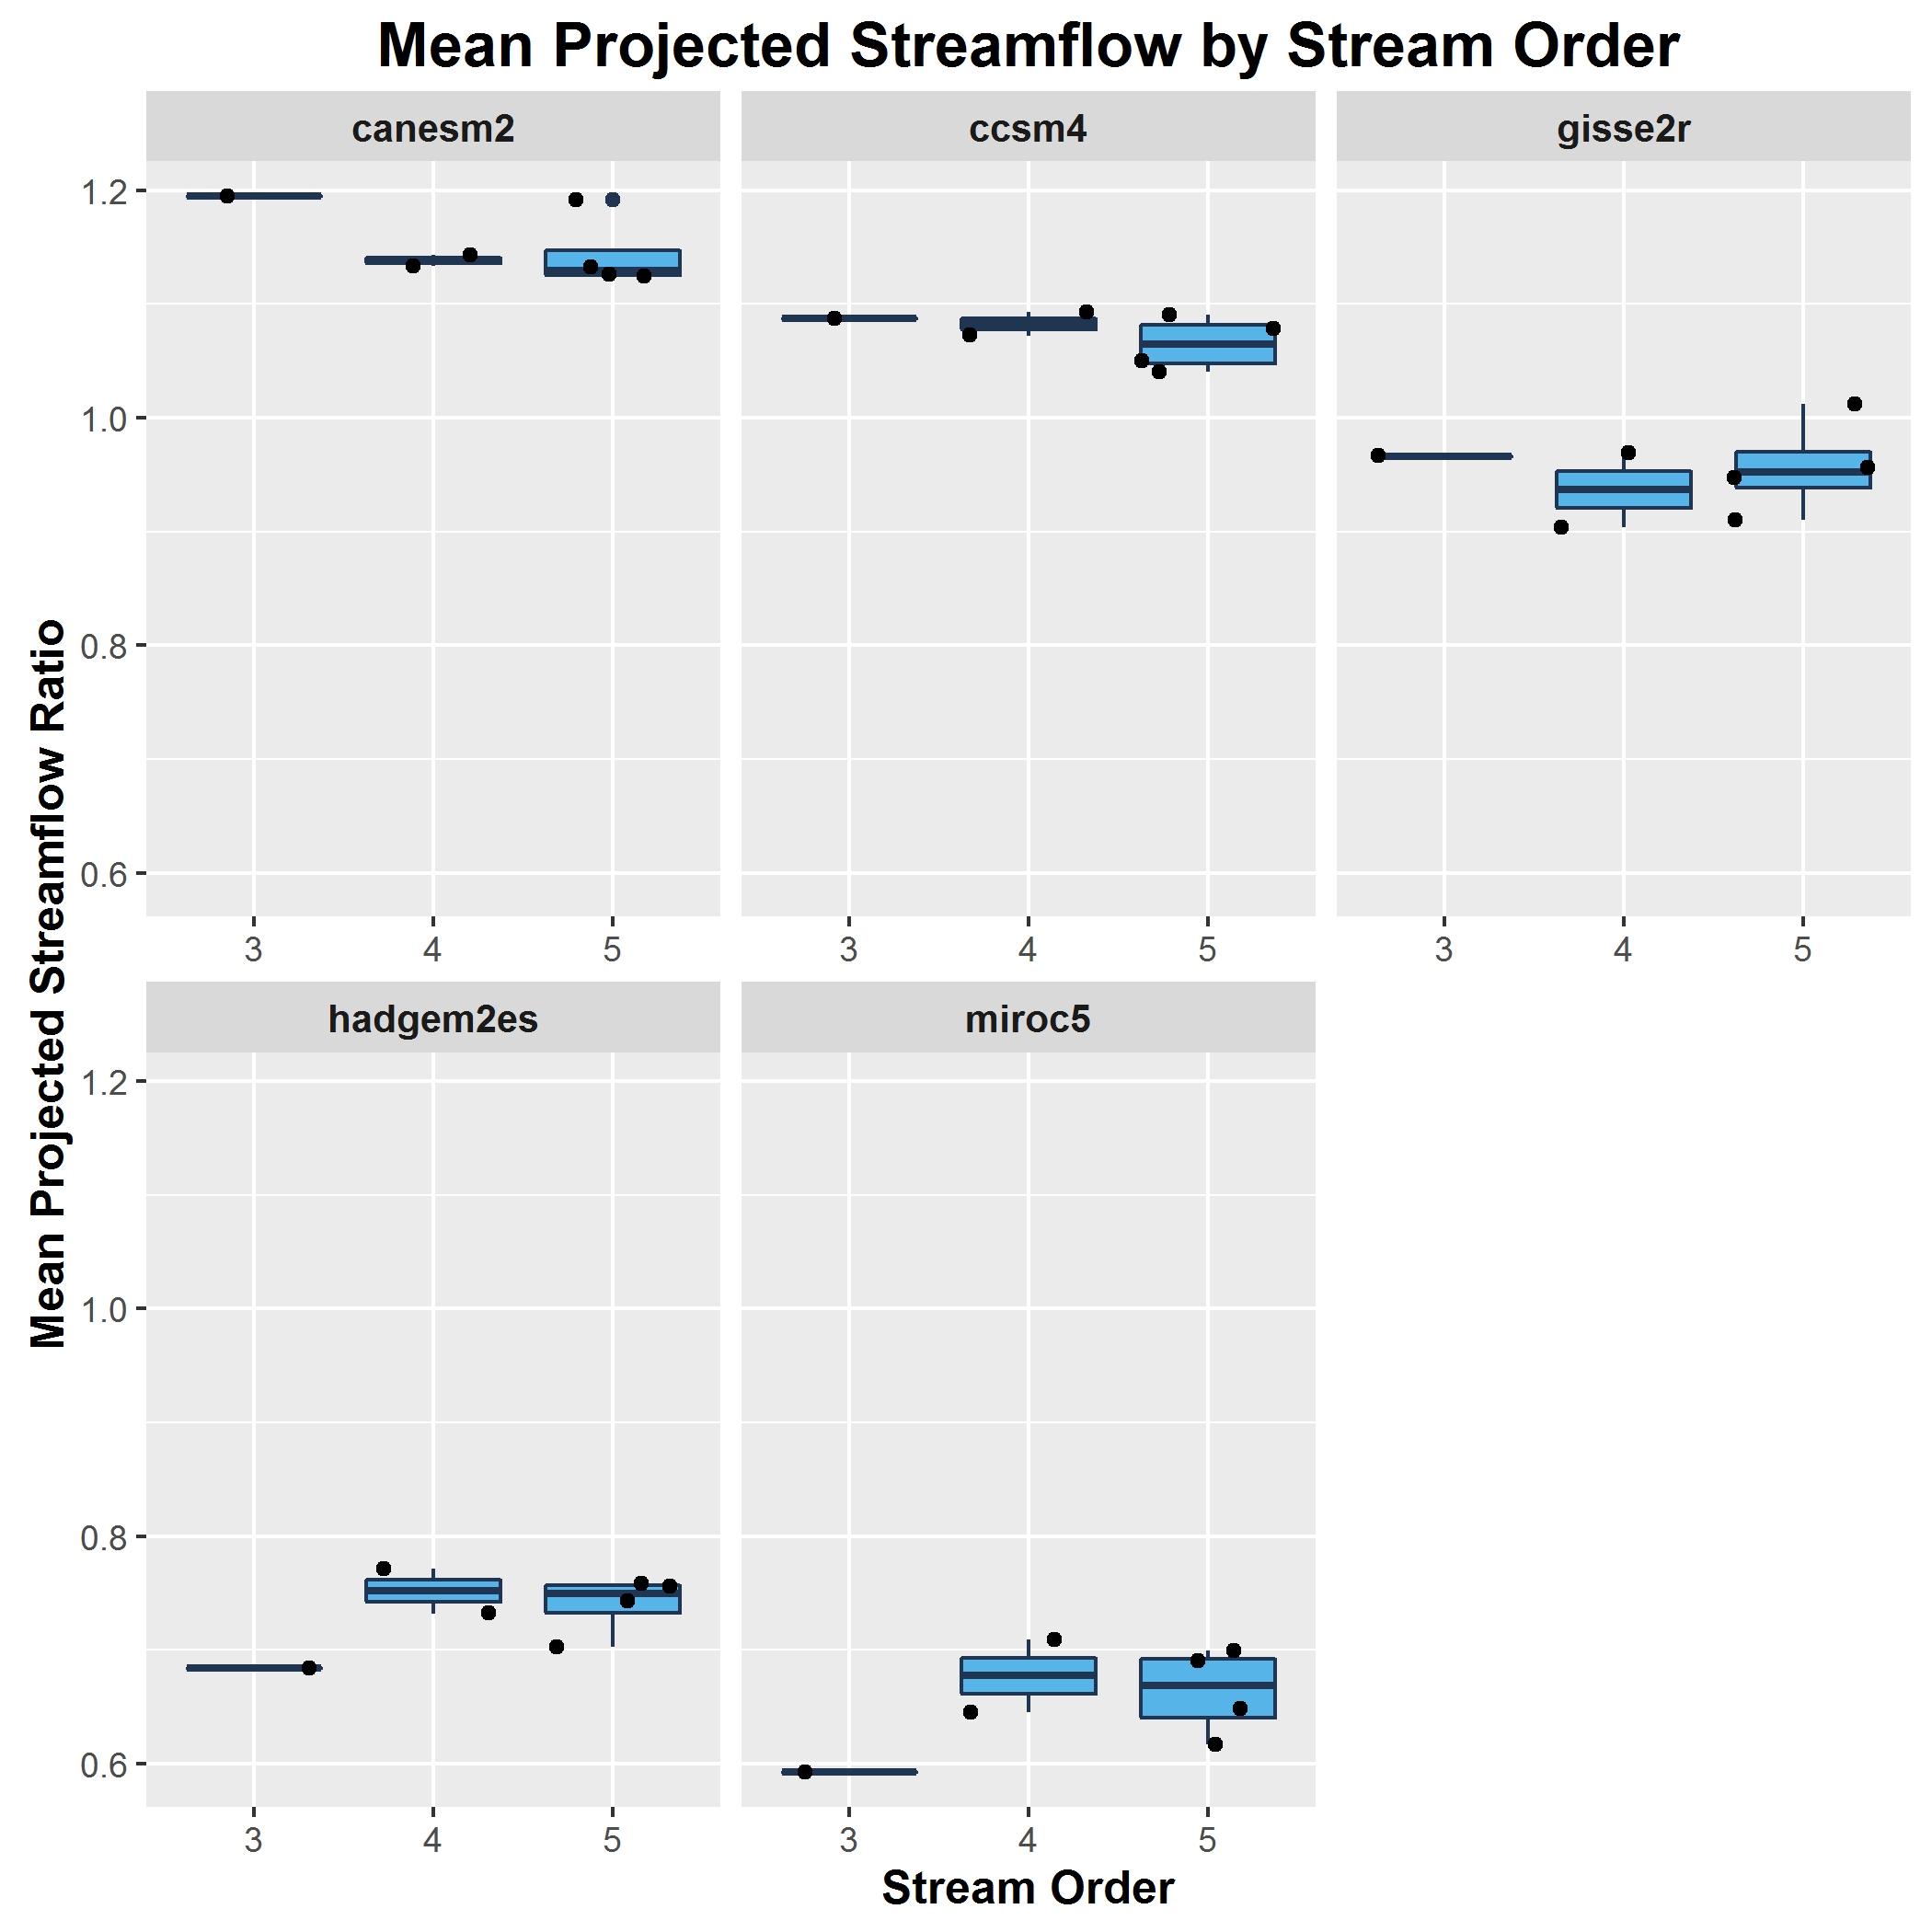 Mean Projected Streamflow by Stream Order
canesm2
ccsm4
gisse2r
Mean Projected Streamflow Ratio
1.2
1.0
0.8
0.6
3 4 5
3 4 5
3 4 5
hadgem2es
miroc5
1.2
1.0
0.8
0.6
3 4 5
3 4 5
Stream Order